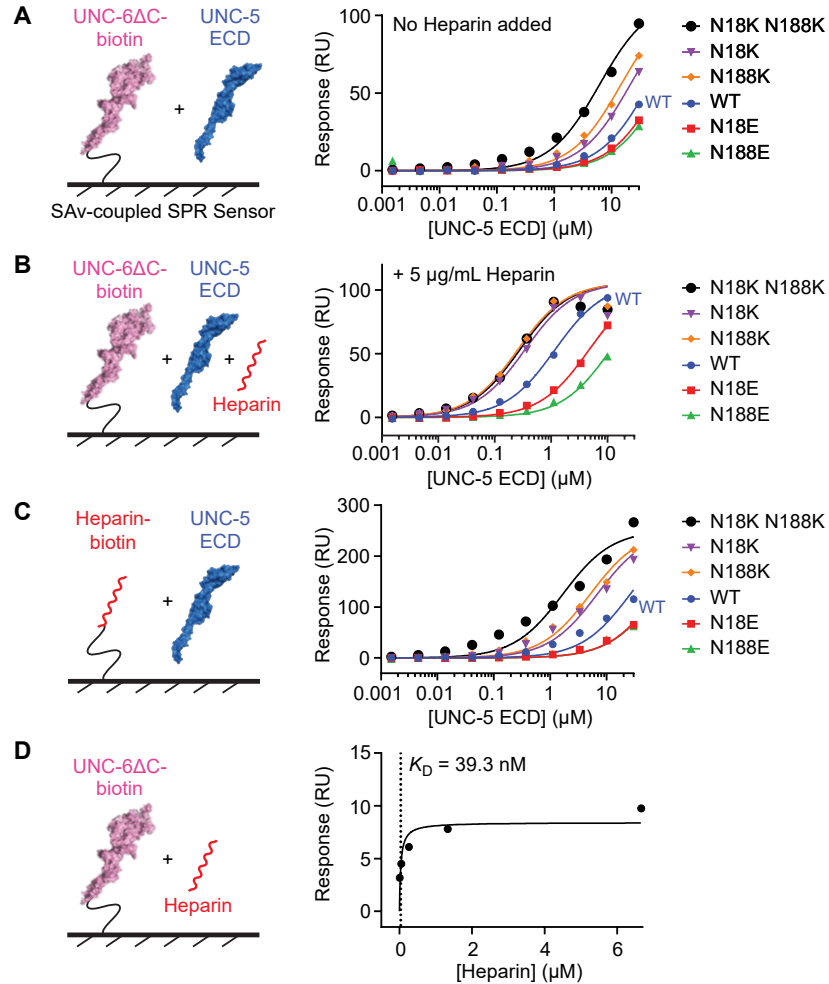 A
UNC-6ΔC-
biotin
UNC-5
ECD
+
SAv-coupled SPR Sensor
No Heparin added
Response (RU)
100
50
0
0.001
0.01
0.1
1
10
[UNC-5 ECD] (µM)
WT
N18K N188K
N18K
N188K
WT
N18E
N188E
B
UNC-6ΔC-
biotin
UNC-5
ECD
+
+
Heparin
+ 5 µg/mL Heparin
Response (RU)
100
50
0
0.001
0.01
0.1
1
10
[UNC-5 ECD] (µM)
WT
N18K N188K
N18K
N188K
WT
N18E
N188E
C
Heparin-
biotin
UNC-5
ECD
+
Response (RU)
300
200
100
0
0.001
0.01
0.1
1
10
[UNC-5 ECD] (µM)
WT
N18K N188K
N18K
N188K
WT
N18E
N188E
D
UNC-6ΔC-
biotin
+
Heparin
KD = 39.3 nM
Response (RU)
15
10
5
0
0
2
4
6
[Heparin] (µM)